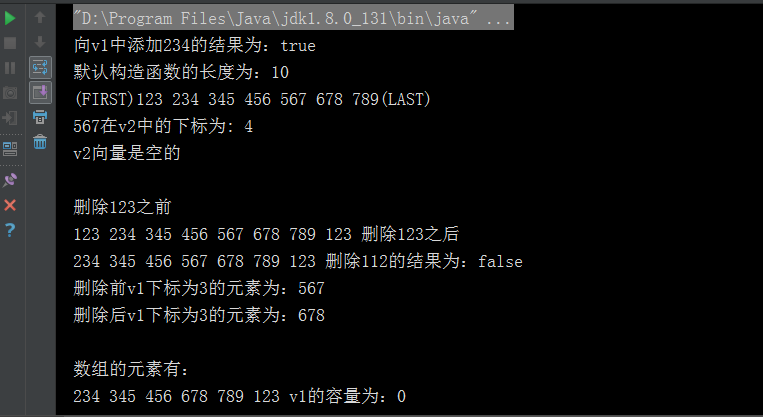 "D:\Program Files\Java\jdk1.8.0_131\bin\java" ...
向v1中添加234的结果为：true
默认构造函数的长度为：10
(FIRST)123 234 345 456 567 678 789(LAST)
567在v2中的下标为: 4
v2向量是空的
删除123之前
123 234 345 456 567 678 789 123 删除123之后
234 345 456 567 678 789 123 删除112的结果为：false
删除前v1下标为3的元素为：567
删除后v1下标为3的元素为：678
数组的元素有：
234 345 456 678 789 123 v1的容量为：0